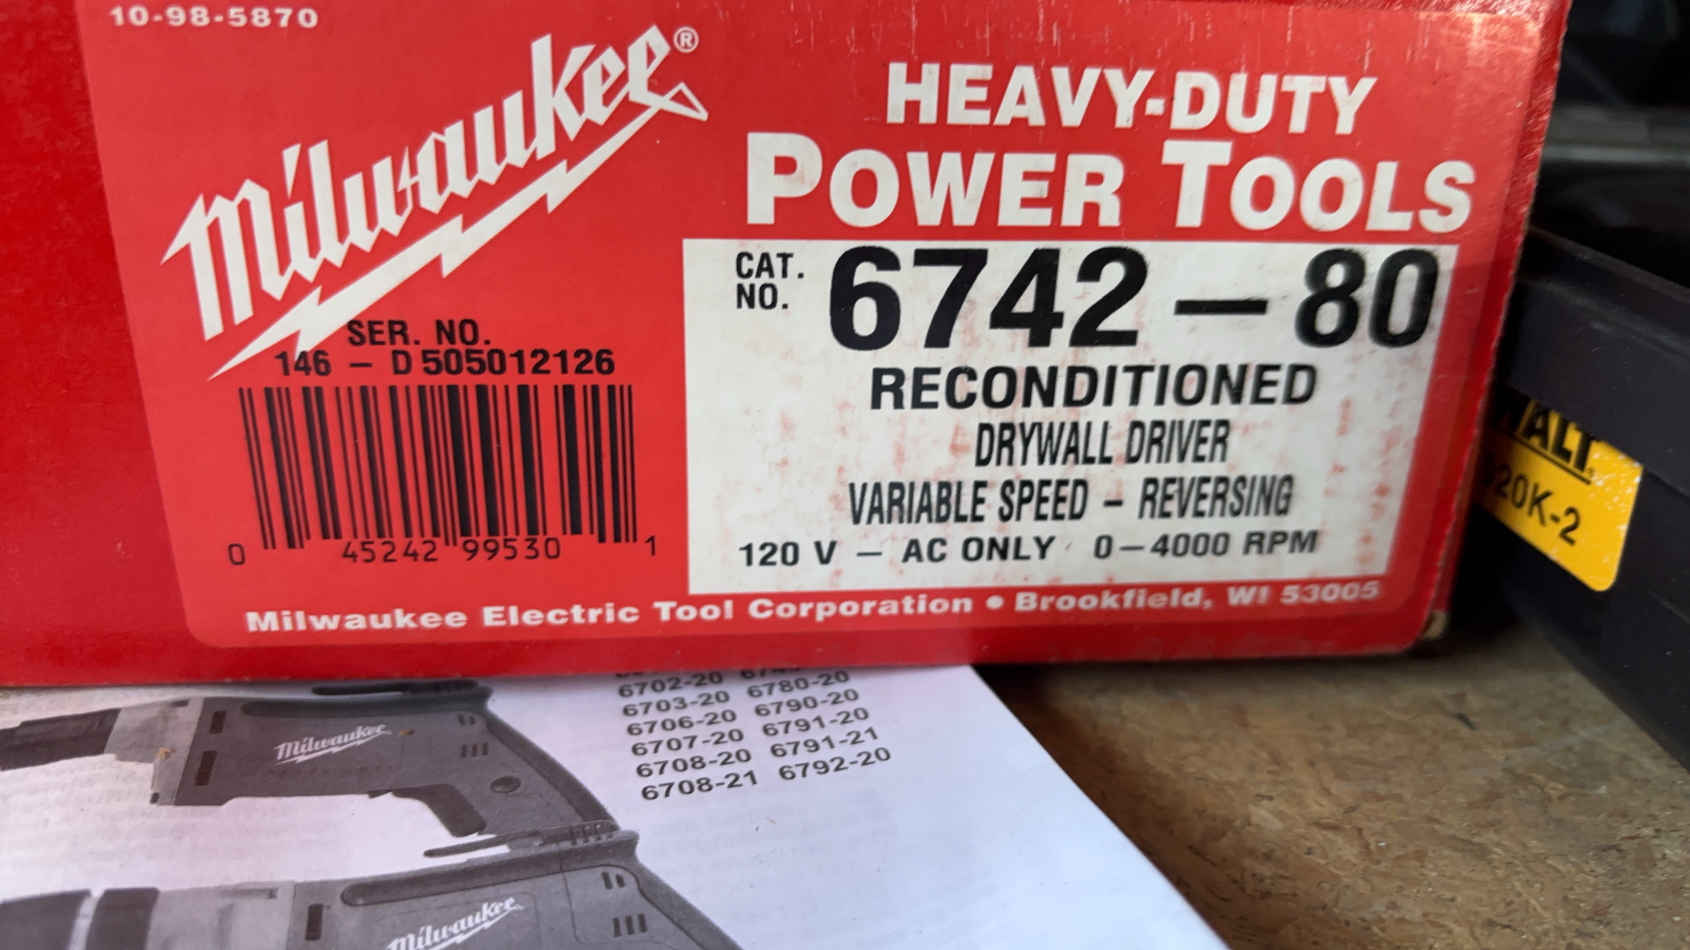 10-98-5870
Milwaukee®
HEAVY-DUTY
POWER TOOLS
CAT. NO. 6742-80
RECONDITIONED
DRYWALL DRIVER
VARIABLE SPEED - REVERSING
120 V - AC ONLY 0-4000 RPM
SER. NO.
146 - D 505012126
0 45242 99530 1
Milwaukee Electric Tool Corporation • Brookfield, WI 53005
20K-2
6702-20 6780-20
6703-20 6790-20
6706-20 6791-20
6707-20 6791-21
6708-20 6792-20
6708-21
Milwaukee
Milwaukee